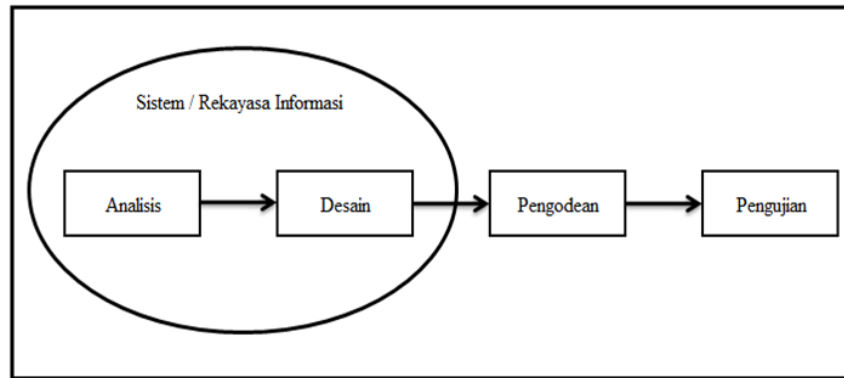 Sistem / Rekayasa Informasi
Analisis
Desain
Pengodean
Pengujian